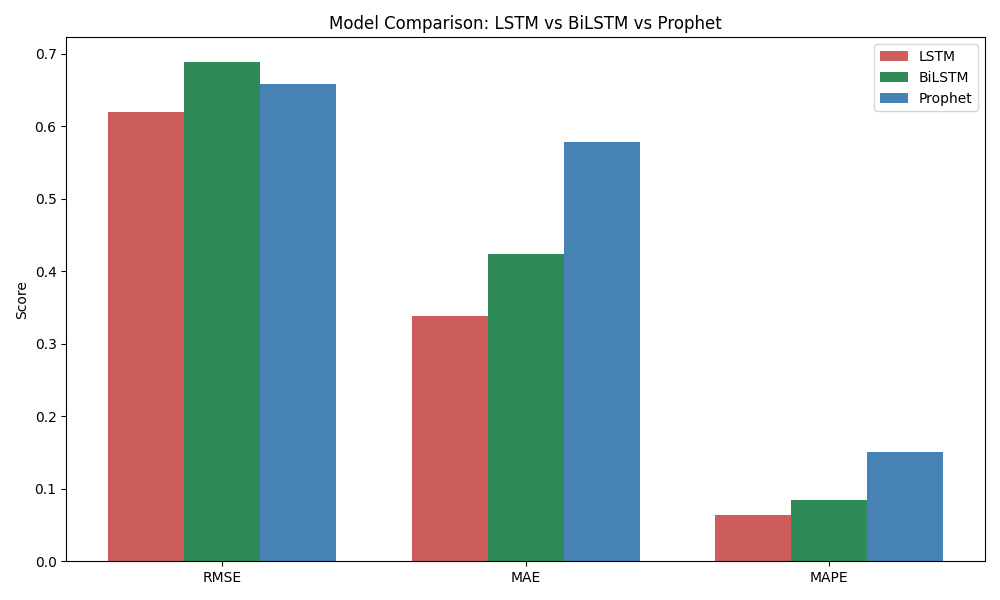 Model Comparison: LSTM vs BiLSTM vs Prophet
LSTM
BiLSTM
Prophet
Score
0.7
0.6
0.5
0.4
0.3
0.2
0.1
0.0
RMSE
MAE
MAPE